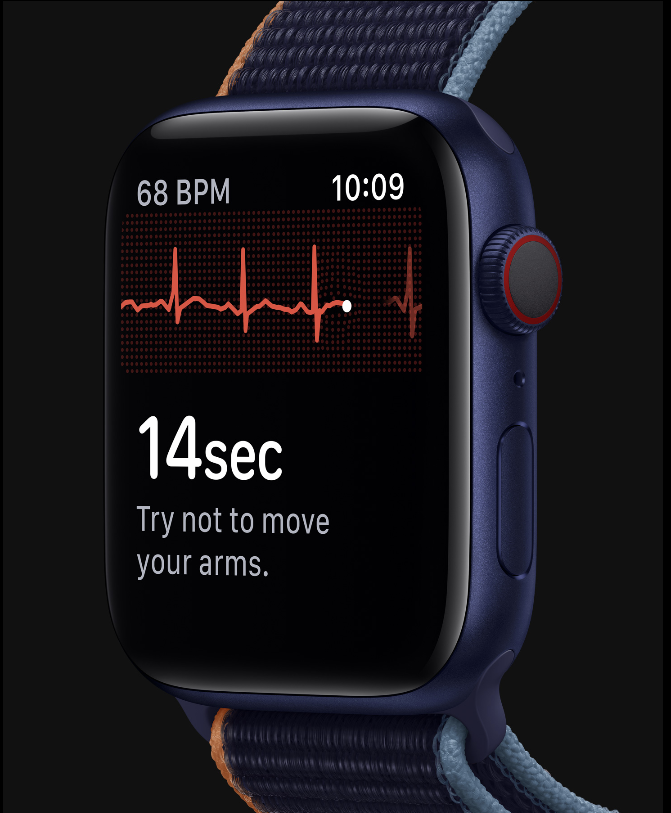 68 BPM 10:09
14sec
Try not to move
your arms.